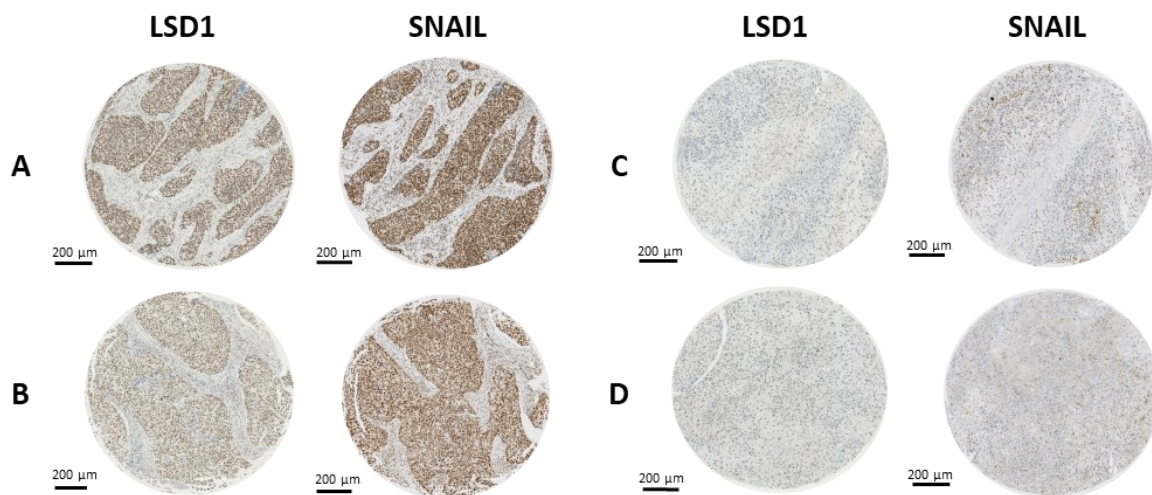 LSD1 SNAIL LSD1 SNAIL
A C
200 µm 200 µm 200 µm 200 µm
B D
200 µm 200 µm 200 µm 200 µm